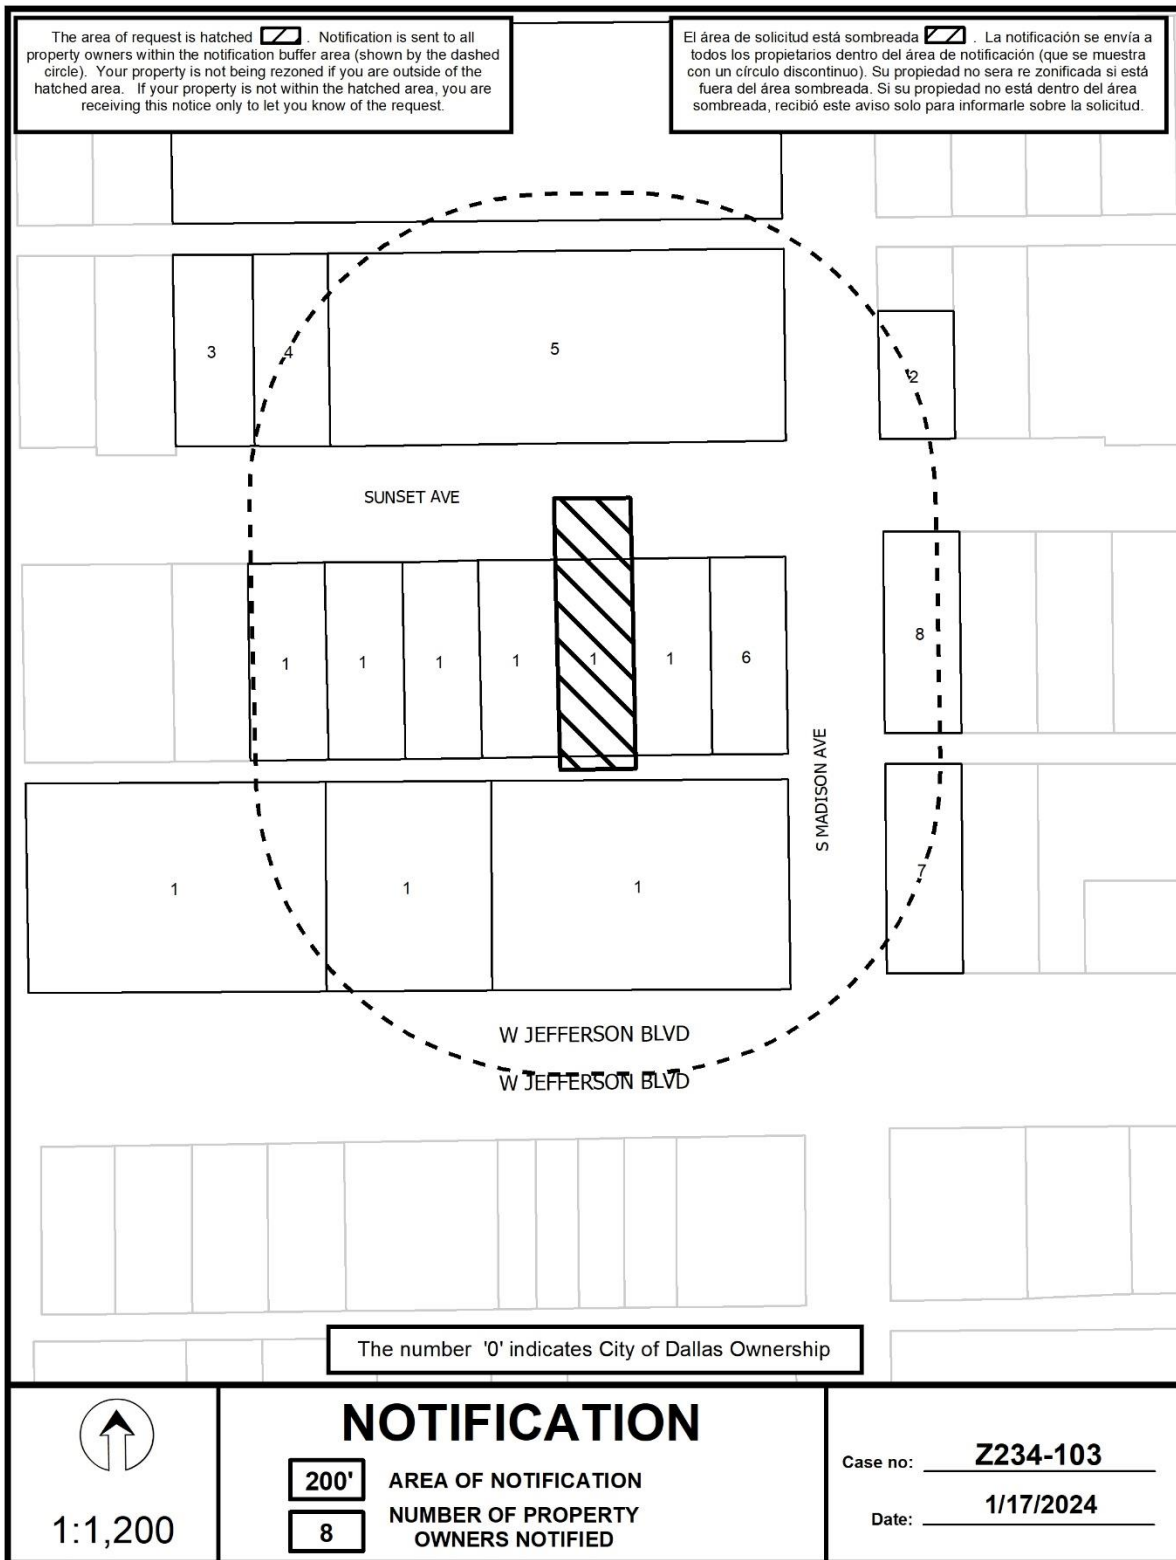 The area of request is hatched . Notification is sent to all
property owners within the notification buffer area (shown by the dashed
circle). Your property is not being rezoned if you are outside of the
hatched area. If your property is not within the hatched area, you are
receiving this notice only to let you know of the request.
El área de solicitud está sombreada . La notificación se envía a
todos los propietarios dentro del área de notificación (que se muestra
con un círculo discontinuo). Su propiedad no sera re zonificada si está
fuera del área sombreada. Si su propiedad no está dentro del área
sombreada, recibió este aviso solo para informarle sobre la solicitud.
3
4
5
2
SUNSET AVE
1
1
1
1
1
1
6
8
S MADISON AVE
1
1
1
7
W JEFFERSON BLVD
W JEFFERSON BLVD
The number '0' indicates City of Dallas Ownership
1:1,200
NOTIFICATION
200' AREA OF NOTIFICATION
8 NUMBER OF PROPERTY
OWNERS NOTIFIED
Case no: Z234-103
Date: 1/17/2024